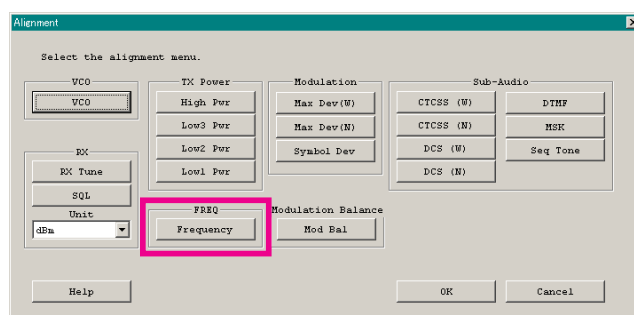 Alignment
Select the alignment menu.
VCO
VCO
TX Power
High Pwr
Low3 Pwr
Low2 Pwr
Low1 Pwr
Modulation
Max Dev(W)
Max Dev(N)
Symbol Dev
Sub-Audio
CTCSS (W)
DTMF
CTCSS (N)
MSK
DCS (W)
Seq Tone
DCS (N)
RX
RX Tune
SQL
Unit
dBm
FREQ
Frequency
Modulation Balance
Mod Bal
Help
OK
Cancel